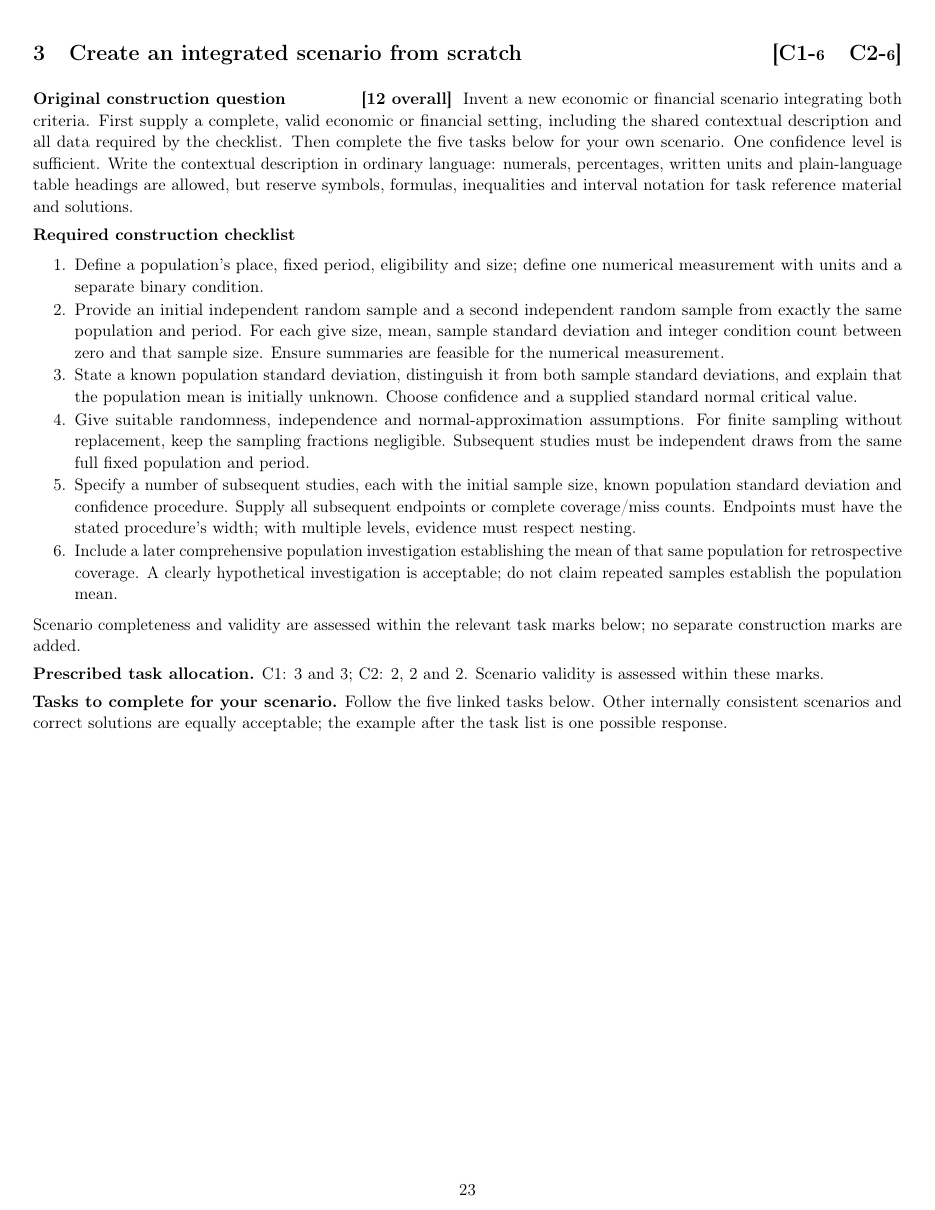 3 Create an integrated scenario from scratch [C1-6 C2-6]
Original construction question [12 overall] Invent a new economic or financial scenario integrating both
criteria. First supply a complete, valid economic or financial setting, including the shared contextual description and
all data required by the checklist. Then complete the five tasks below for your own scenario. One confidence level is
sufficient. Write the contextual description in ordinary language: numerals, percentages, written units and plain-language
table headings are allowed, but reserve symbols, formulas, inequalities and interval notation for task reference material
and solutions.
Required construction checklist
1. Define a population's place, fixed period, eligibility and size; define one numerical measurement with units and a
separate binary condition.
2. Provide an initial independent random sample and a second independent random sample from exactly the same
population and period. For each give size, mean, sample standard deviation and integer condition count between
zero and that sample size. Ensure summaries are feasible for the numerical measurement.
3. State a known population standard deviation, distinguish it from both sample standard deviations, and explain that
the population mean is initially unknown. Choose confidence and a supplied standard normal critical value.
4. Give suitable randomness, independence and normal-approximation assumptions. For finite sampling without
replacement, keep the sampling fractions negligible. Subsequent studies must be independent draws from the same
full fixed population and period.
5. Specify a number of subsequent studies, each with the initial sample size, known population standard deviation and
confidence procedure. Supply all subsequent endpoints or complete coverage/miss counts. Endpoints must have the
stated procedure's width; with multiple levels, evidence must respect nesting.
6. Include a later comprehensive population investigation establishing the mean of that same population for retrospective
coverage. A clearly hypothetical investigation is acceptable; do not claim repeated samples establish the population
mean.
Scenario completeness and validity are assessed within the relevant task marks below; no separate construction marks are
added.
Prescribed task allocation. C1: 3 and 3; C2: 2, 2 and 2. Scenario validity is assessed within these marks.
Tasks to complete for your scenario. Follow the five linked tasks below. Other internally consistent scenarios and
correct solutions are equally acceptable; the example after the task list is one possible response.
23